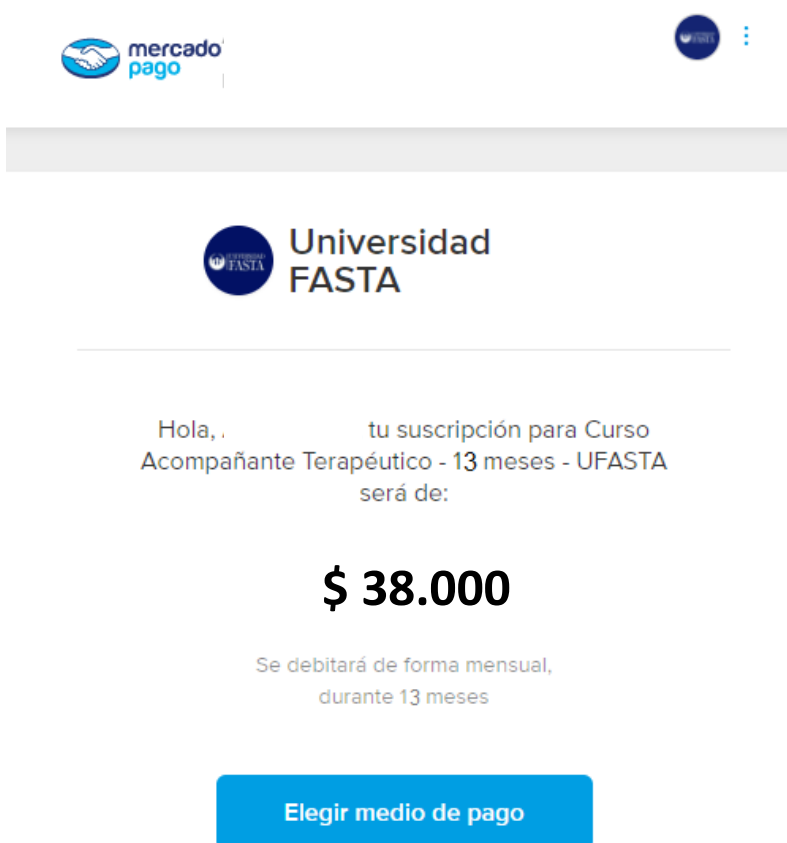 mercado
pago
Universidad
FASTA
Hola, tu suscripción para Curso
Acompañante Terapéutico - 13 meses - UFASTA
será de:
$ 38.000
Se debitará de forma mensual,
durante 13 meses
Elegir medio de pago